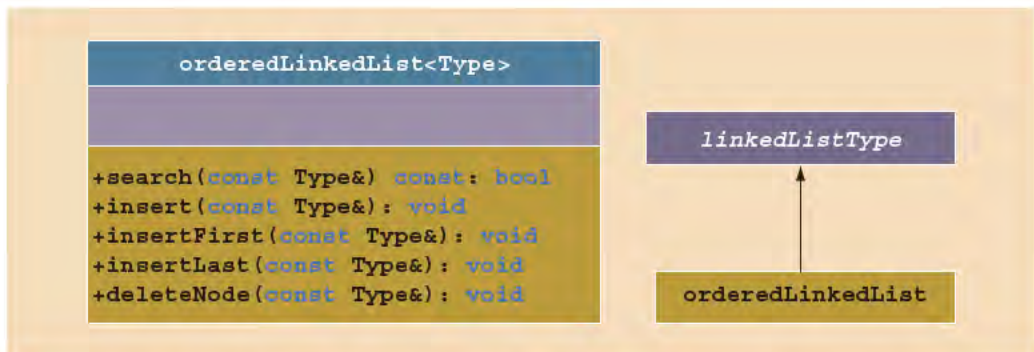 orderedLinkedList<Type>
+search(const Type&) const: bool
+insert(const Type&): void
+insertFirst(const Type&): void
+insertLast(const Type&): void
+deleteNode(const Type&): void
linkedListType
orderedLinkedList